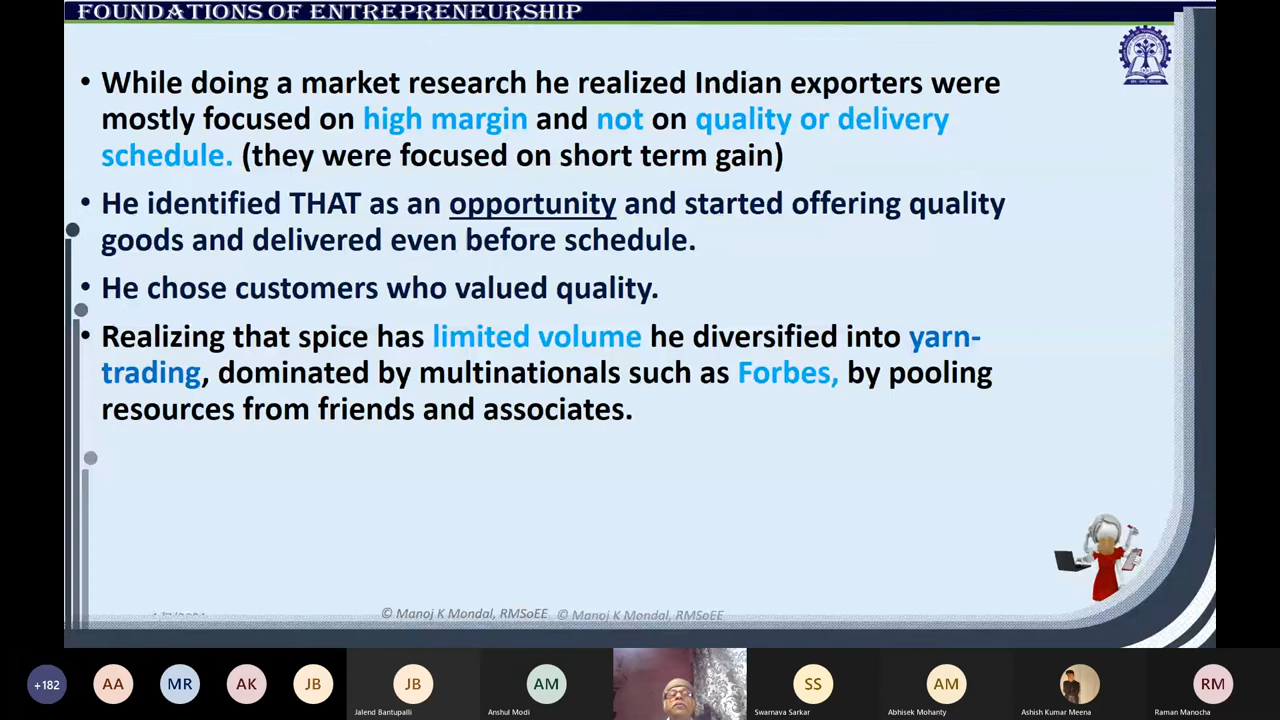 FOUNDATIONS OF ENTREPRENEURSHIP
• While doing a market research he realized Indian exporters were
mostly focused on high margin and not on quality or delivery
schedule. (they were focused on short term gain)
• He identified THAT as an opportunity and started offering quality
goods and delivered even before schedule.
• He chose customers who valued quality.
• Realizing that spice has limited volume he diversified into yarn-
trading, dominated by multinationals such as Forbes, by pooling
resources from friends and associates.
© Manoj K Mondal, RMSoEE © Manoj K Mondal, RMSoEE
+182 AA MR AK JB JB AM SS AM RM
Jalend Bantupalli Anshul Modi Swarnava Sarkar Abhisek Mohanty Ashish Kumar Meena Raman Manocha